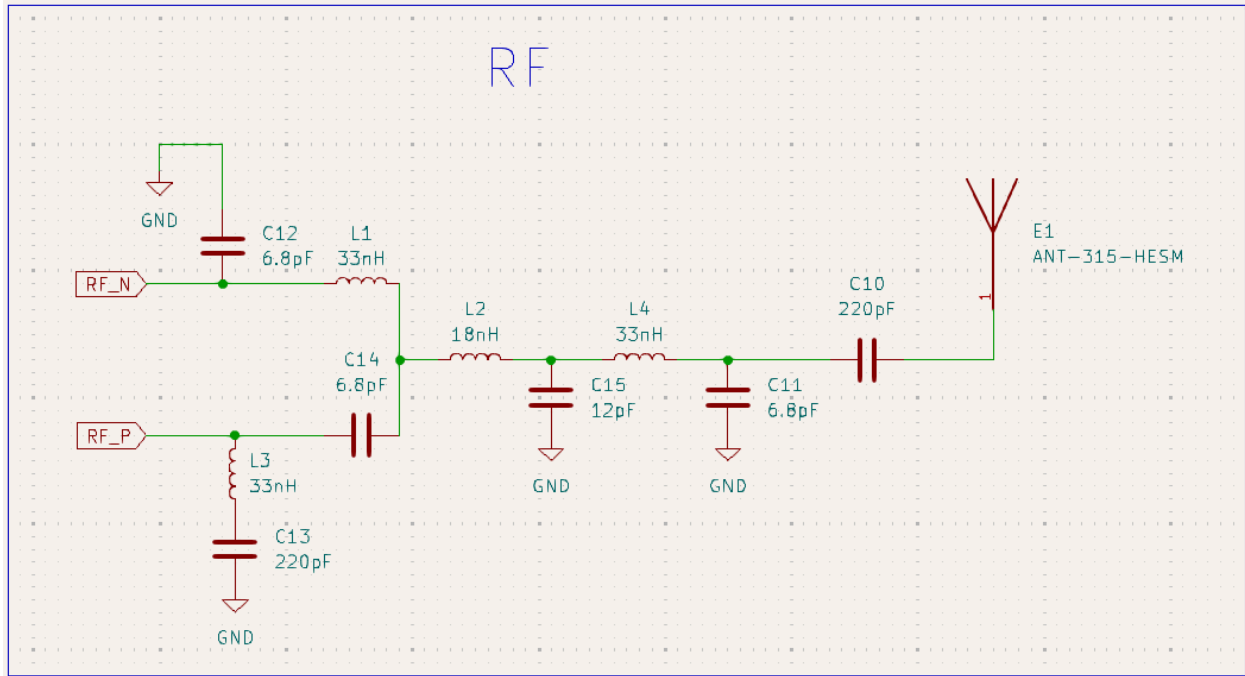 RF
GND
C12
6.8pF
L1
33nH
RF_N
E1
ANT-315-HESM
1
C10
220pF
L2
18nH
L4
33nH
C14
6.8pF
C15
12pF
C11
6.8pF
RF_P
L3
33nH
GND
GND
C13
220pF
GND